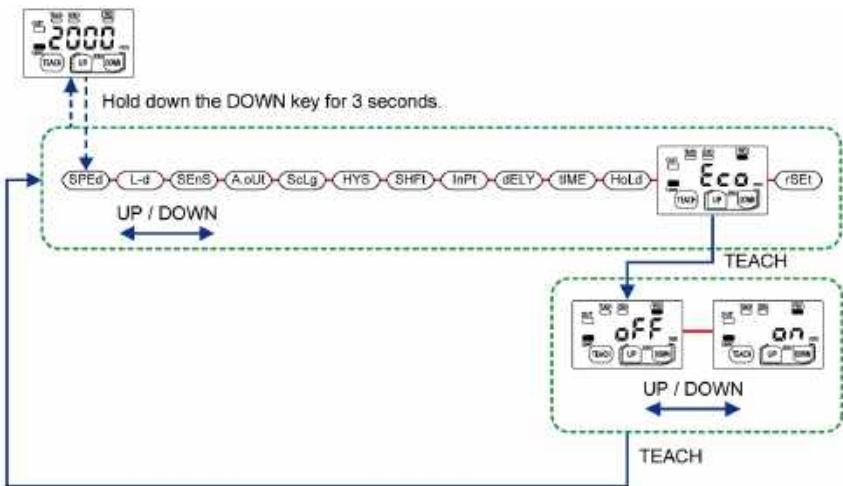 2000
TEACH UP DOWN
Hold down the DOWN key for 3 seconds.
SPEd L-d SEnS A.oUt ScLg HYS SHFt InPt dELY tIME HoLd Eco rSEt
TEACH UP DOWN
UP / DOWN
TEACH
oFF on
TEACH UP DOWN TEACH UP DOWN
UP / DOWN
TEACH